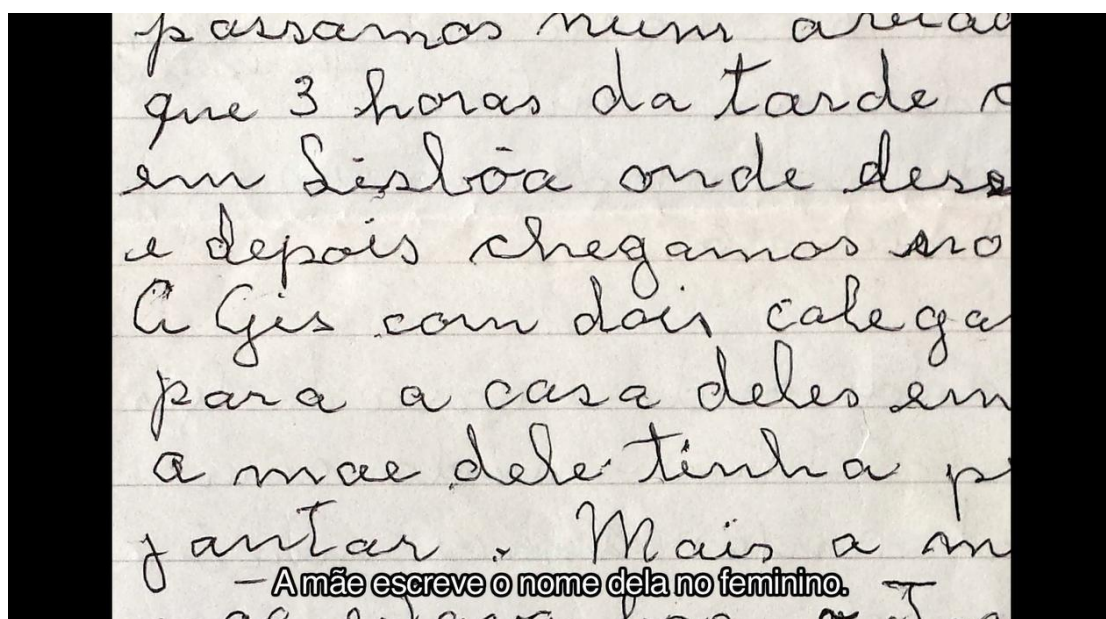 passamos num
que 3 horas da tarde
em Lisbôa onde
e depois chegamos no
A Gis com dois
para a casa deles em
a mae dele tinha
jantar. Mais a
— A mãe escreve o nome dela no feminino.